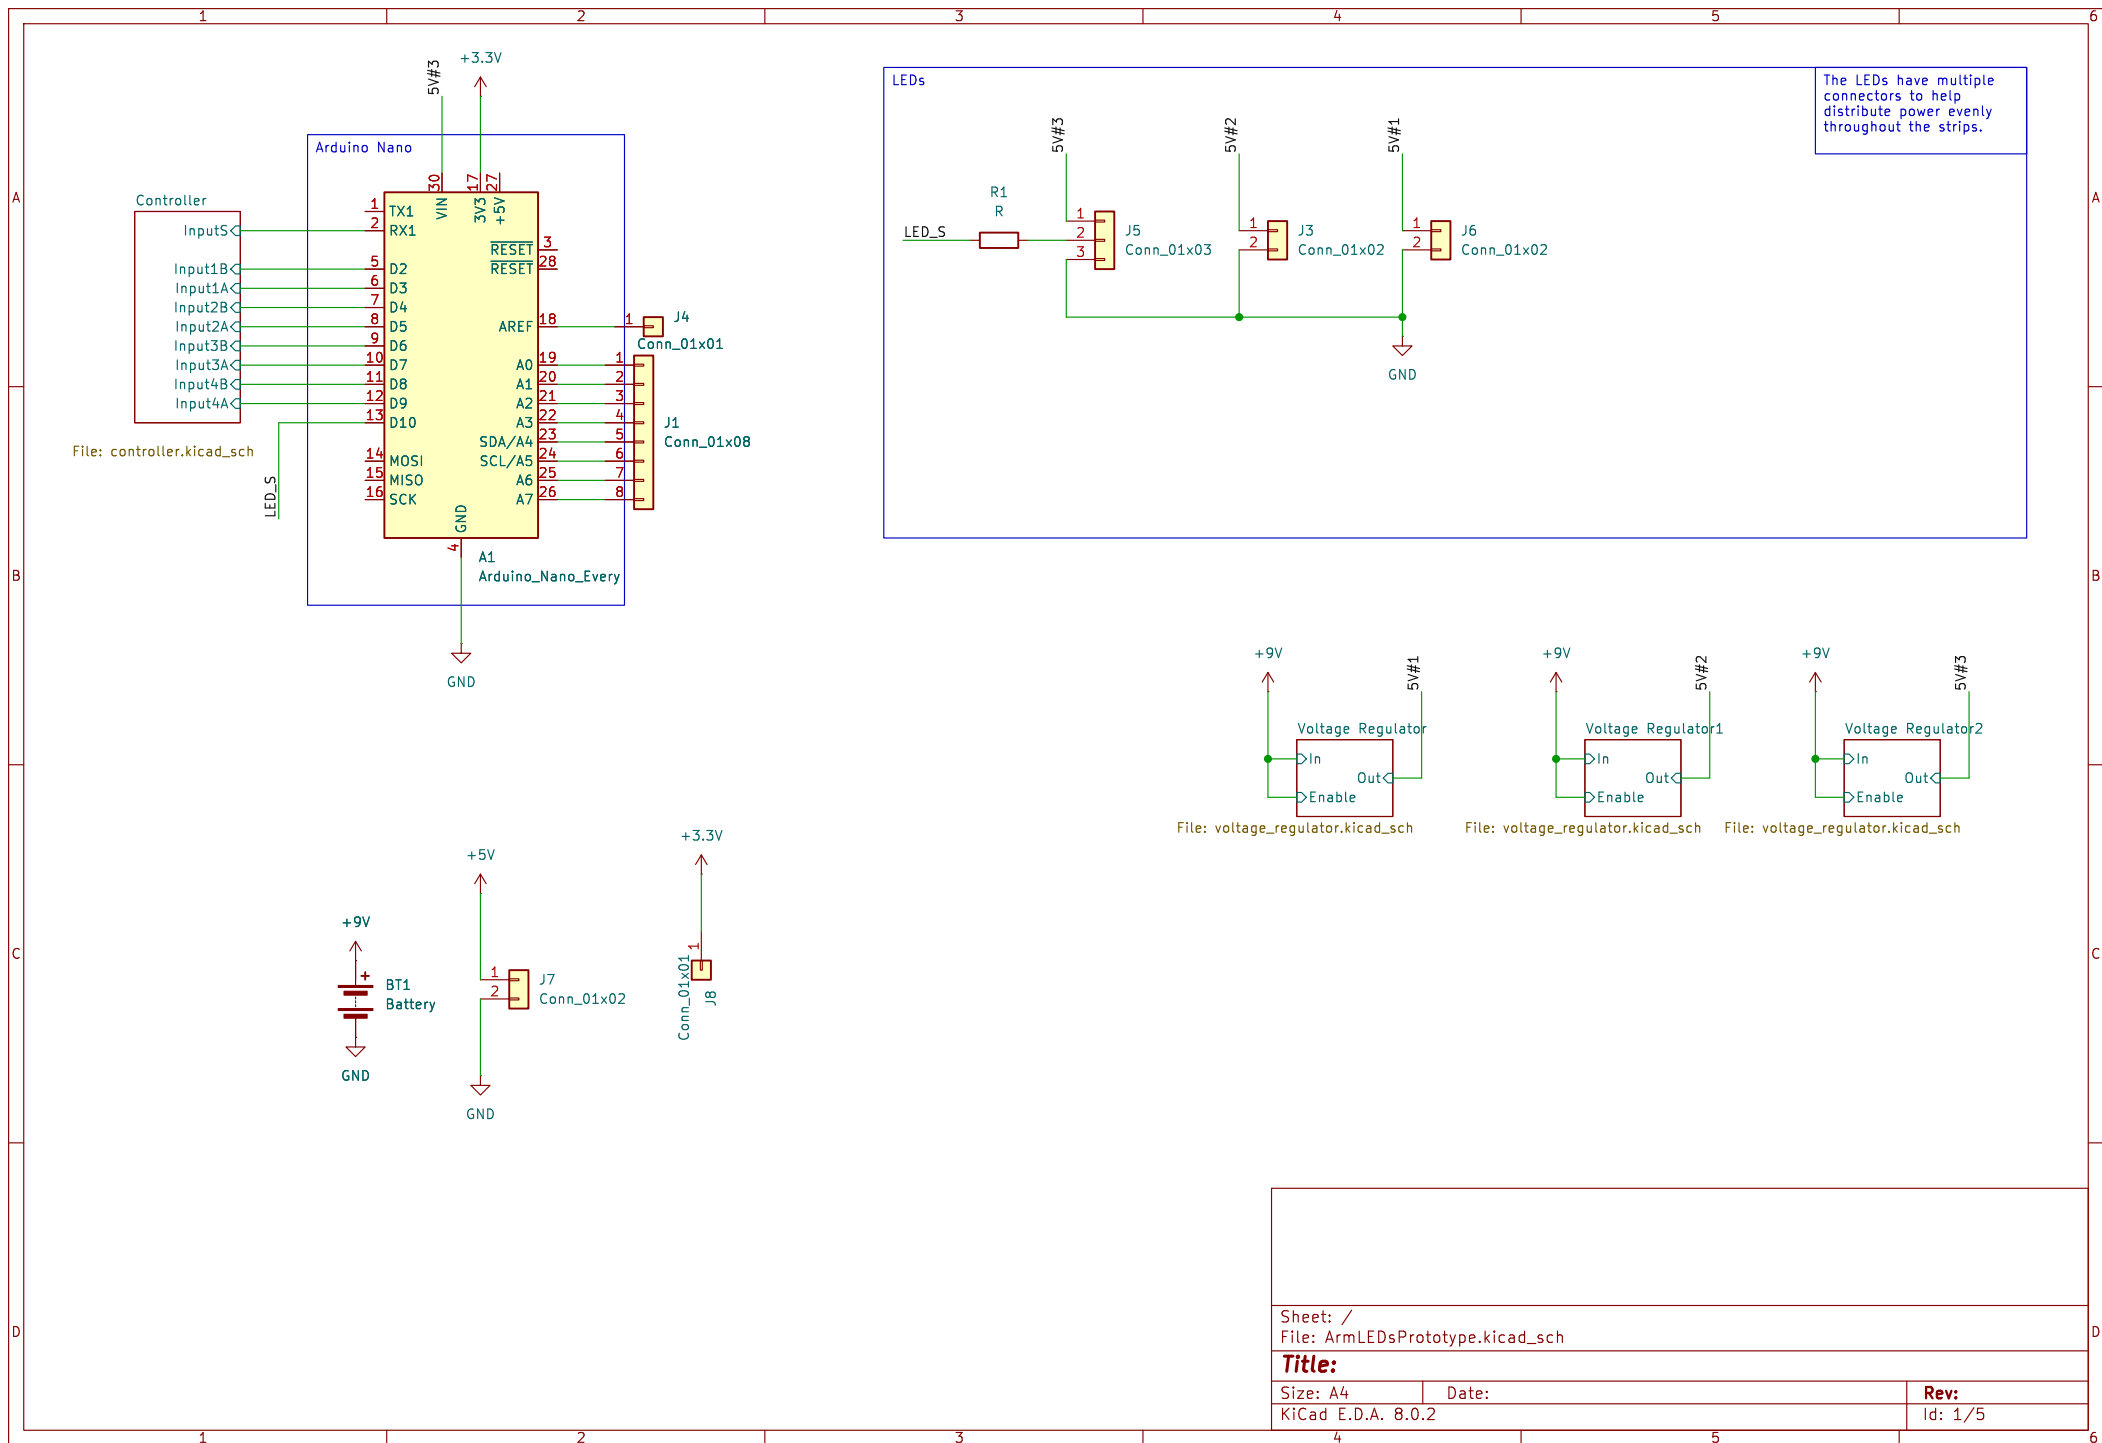 1 2 3 4 5 6
A
B
C
D
A
B
C
D
1 2 3 4 5 6
5V#3
+3.3V
Arduino Nano
Controller
InputS
Input1B
Input1A
Input2B
Input2A
Input3B
Input3A
Input4B
Input4A
File: controller.kicad_sch
LED_S
30
17
27
VIN
3V3
+5V
1 TX1
2 RX1
5 D2
6 D3
7 D4
8 D5
9 D6
10 D7
11 D8
12 D9
13 D10
14 MOSI
15 MISO
16 SCK
RESET 3
RESET 28
AREF 18
A0 19
A1 20
A2 21
A3 22
SDA/A4 23
SCL/A5 24
A6 25
A7 26
GND
4
A1
Arduino_Nano_Every
GND
1
J4
Conn_01x01
1
2
3
4
5
6
7
8
J1
Conn_01x08
LEDs
The LEDs have multiple
connectors to help
distribute power evenly
throughout the strips.
5V#3
5V#2
5V#1
LED_S
R1
R
1
2
3
J5
Conn_01x03
1
2
J3
Conn_01x02
1
2
J6
Conn_01x02
GND
+9V
5V#1
Voltage Regulator
In
Out
Enable
File: voltage_regulator.kicad_sch
+9V
5V#2
Voltage Regulator1
In
Out
Enable
File: voltage_regulator.kicad_sch
+9V
5V#3
Voltage Regulator2
In
Out
Enable
File: voltage_regulator.kicad_sch
+9V
+
BT1
Battery
GND
+5V
1
2
J7
Conn_01x02
GND
+3.3V
1
Conn_01x01
J8
Sheet: /
File: ArmLEDsPrototype.kicad_sch
Title:
Size: A4
Date:
Rev:
KiCad E.D.A. 8.0.2
Id: 1/5